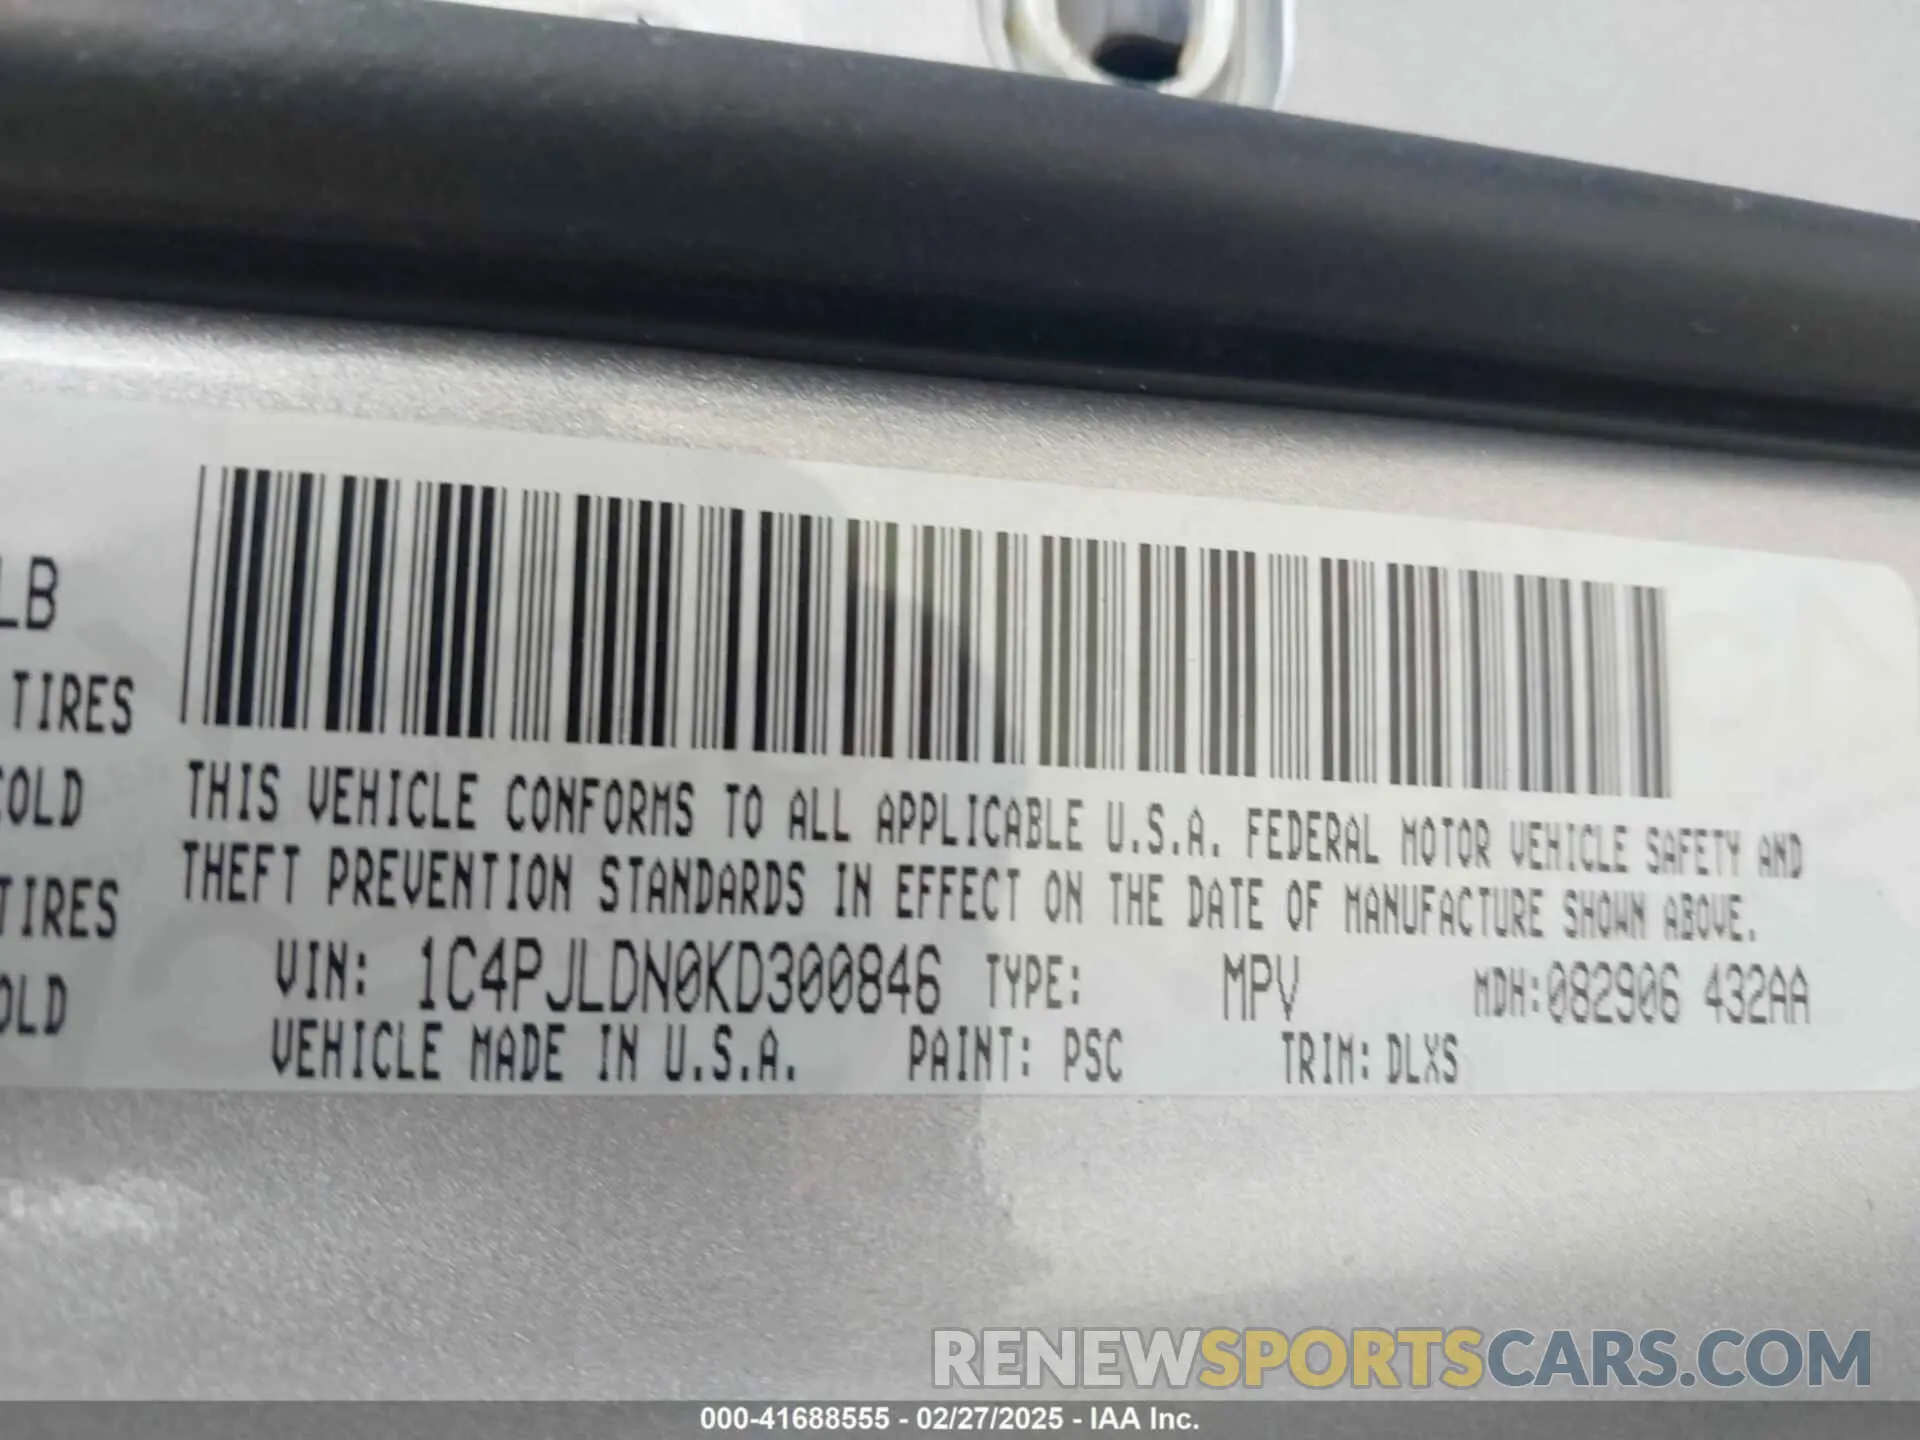 LB
TIRES
COLD
TIRES
OLD
THIS VEHICLE CONFORMS TO ALL APPLICABLE U.S.A. FEDERAL MOTOR VEHICLE SAFETY AND
THEFT PREVENTION STANDARDS IN EFFECT ON THE DATE OF MANUFACTURE SHOWN ABOVE.
VIN: 1C4PJLDN0KD300846 TYPE: MPV MDH:082906 432AA
VEHICLE MADE IN U.S.A. PAINT: PSC TRIM: DLXS
RENEWSPORTSCARS.COM
000-41688555 - 02/27/2025 - IAA Inc.